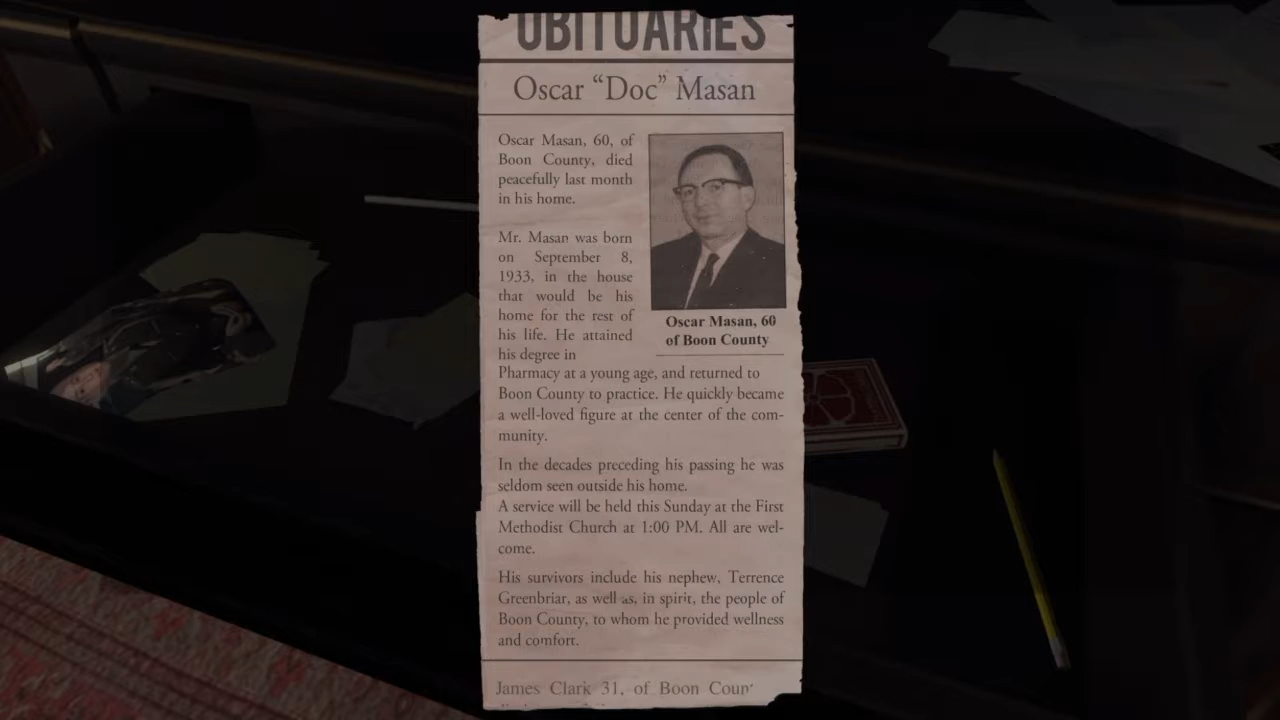 OBITUARIES
Oscar “Doc” Masan
Oscar Masan, 60, of
Boon County, died
peacefully last month
in his home.
Mr. Masan was born
on September 8,
1933, in the house
that would be his
home for the rest of
his life. He attained
his degree in
Pharmacy at a young age, and returned to
Boon County to practice. He quickly became
a well-loved figure at the center of the com-
munity.
Oscar Masan, 60
of Boon County
In the decades preceding his passing he was
seldom seen outside his home.
A service will be held this Sunday at the First
Methodist Church at 1:00 PM. All are wel-
come.
His survivors include his nephew, Terrence
Greenbriar, as well as, in spirit, the people of
Boon County, to whom he provided wellness
and comfort.
James Clark 31, of Boon